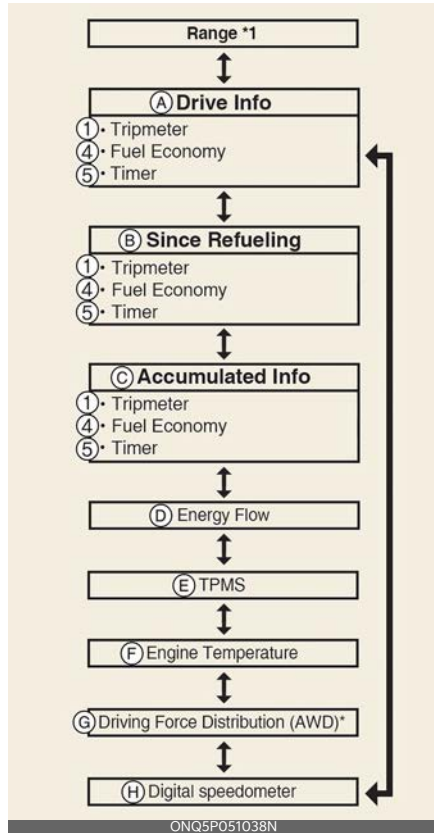 Range *1
Ⓐ Drive Info
①• Tripmeter
④• Fuel Economy
⑤• Timer
Ⓑ Since Refueling
①• Tripmeter
④• Fuel Economy
⑤• Timer
Ⓒ Accumulated Info
①• Tripmeter
④• Fuel Economy
⑤• Timer
Ⓓ Energy Flow
Ⓔ TPMS
Ⓕ Engine Temperature
Ⓖ Driving Force Distribution (AWD)*
Ⓗ Digital speedometer
ONQ5P051038N